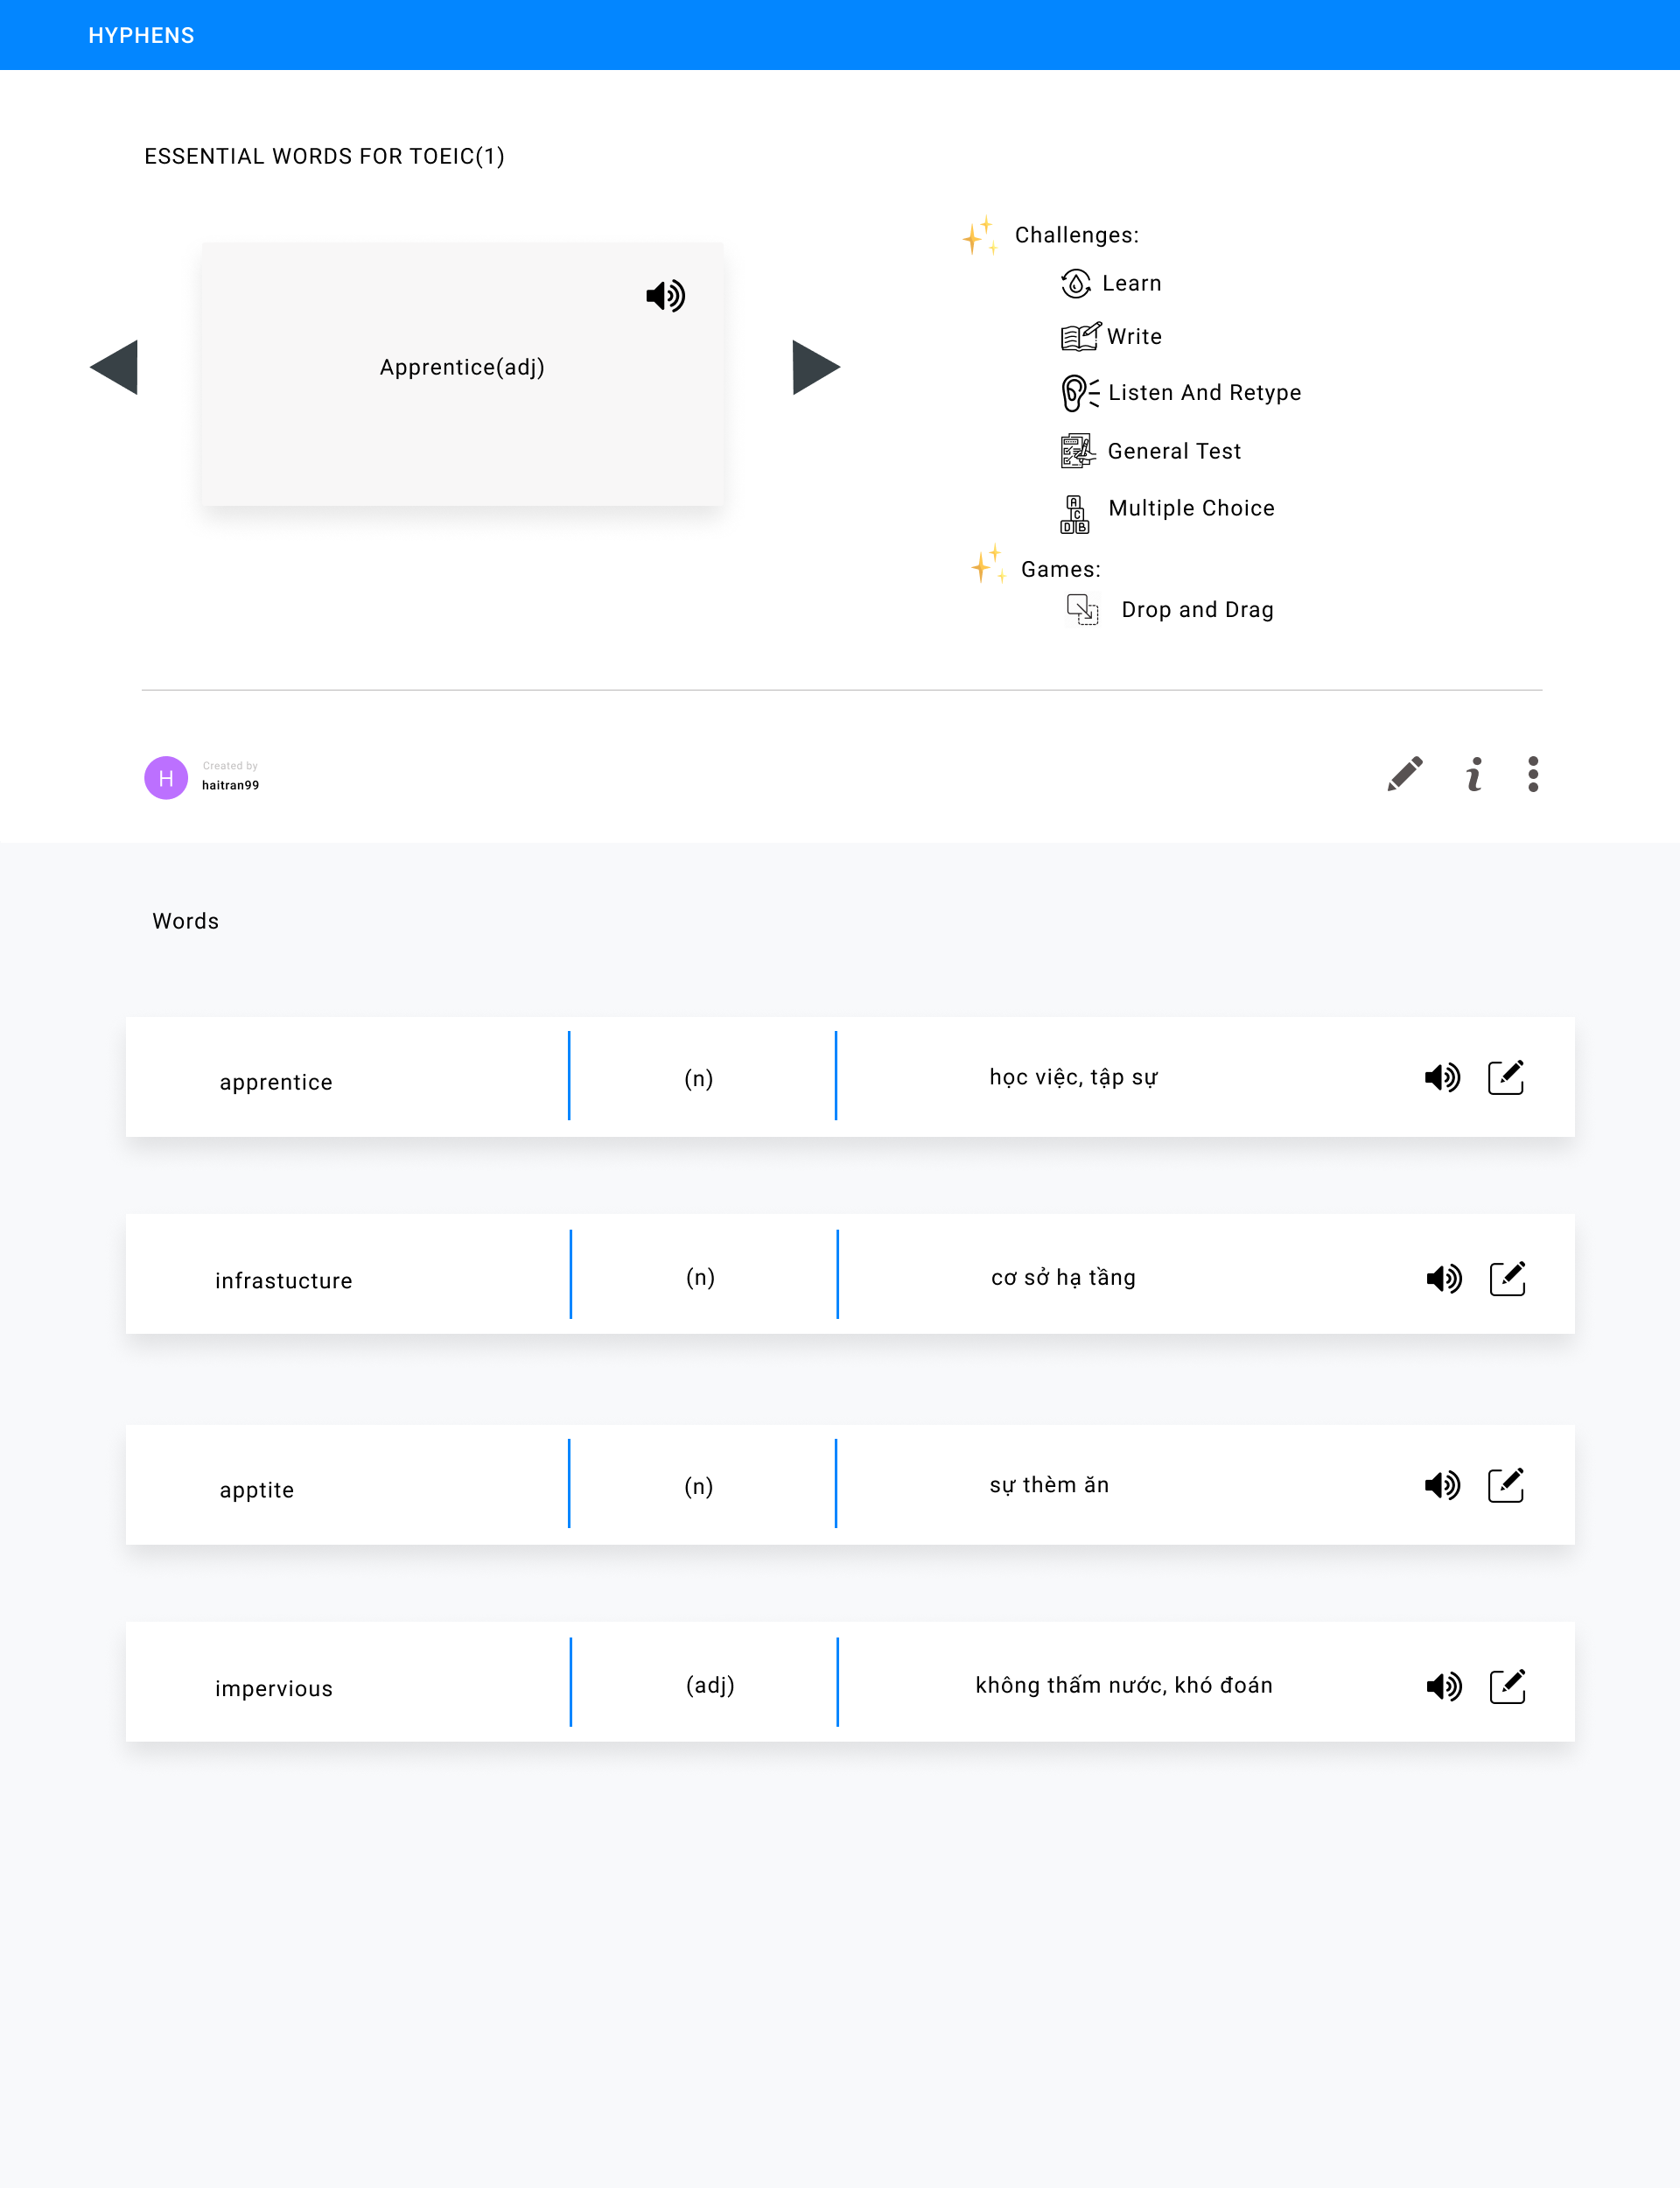 HYPHENS
ESSENTIAL WORDS FOR TOEIC(1)
Apprentice(adj)
Challenges:
Learn
Write
Listen And Retype
General Test
A
C
D B
Multiple Choice
Games:
Drop and Drag
H
Created by
haitran99
Words
apprentice (n) học việc, tập sự
infrastucture (n) cơ sở hạ tầng
apptite (n) sự thèm ăn
impervious (adj) không thấm nước, khó đoán